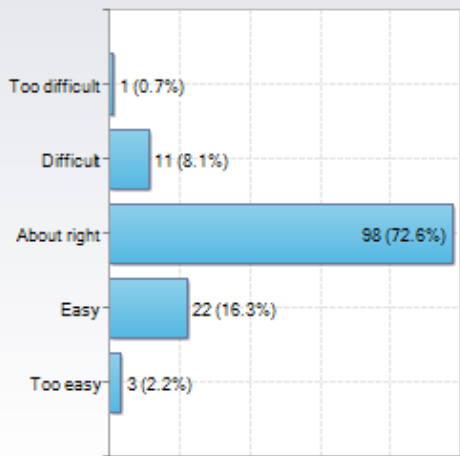 Too difficult 1 (0.7%)
Difficult 11 (8.1%)
About right 98 (72.6%)
Easy 22 (16.3%)
Too easy 3 (2.2%)